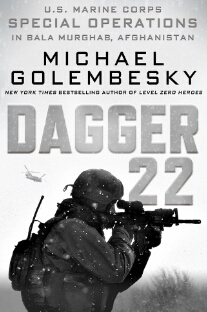 U.S. MARINE CORPS
SPECIAL OPERATIONS
IN BALA MURGHAB, AFGHANISTAN
MICHAEL
GOLEMBESKY
NEW YORK TIMES BESTSELLING AUTHOR OF LEVEL ZERO HEROES
DAGGER
22